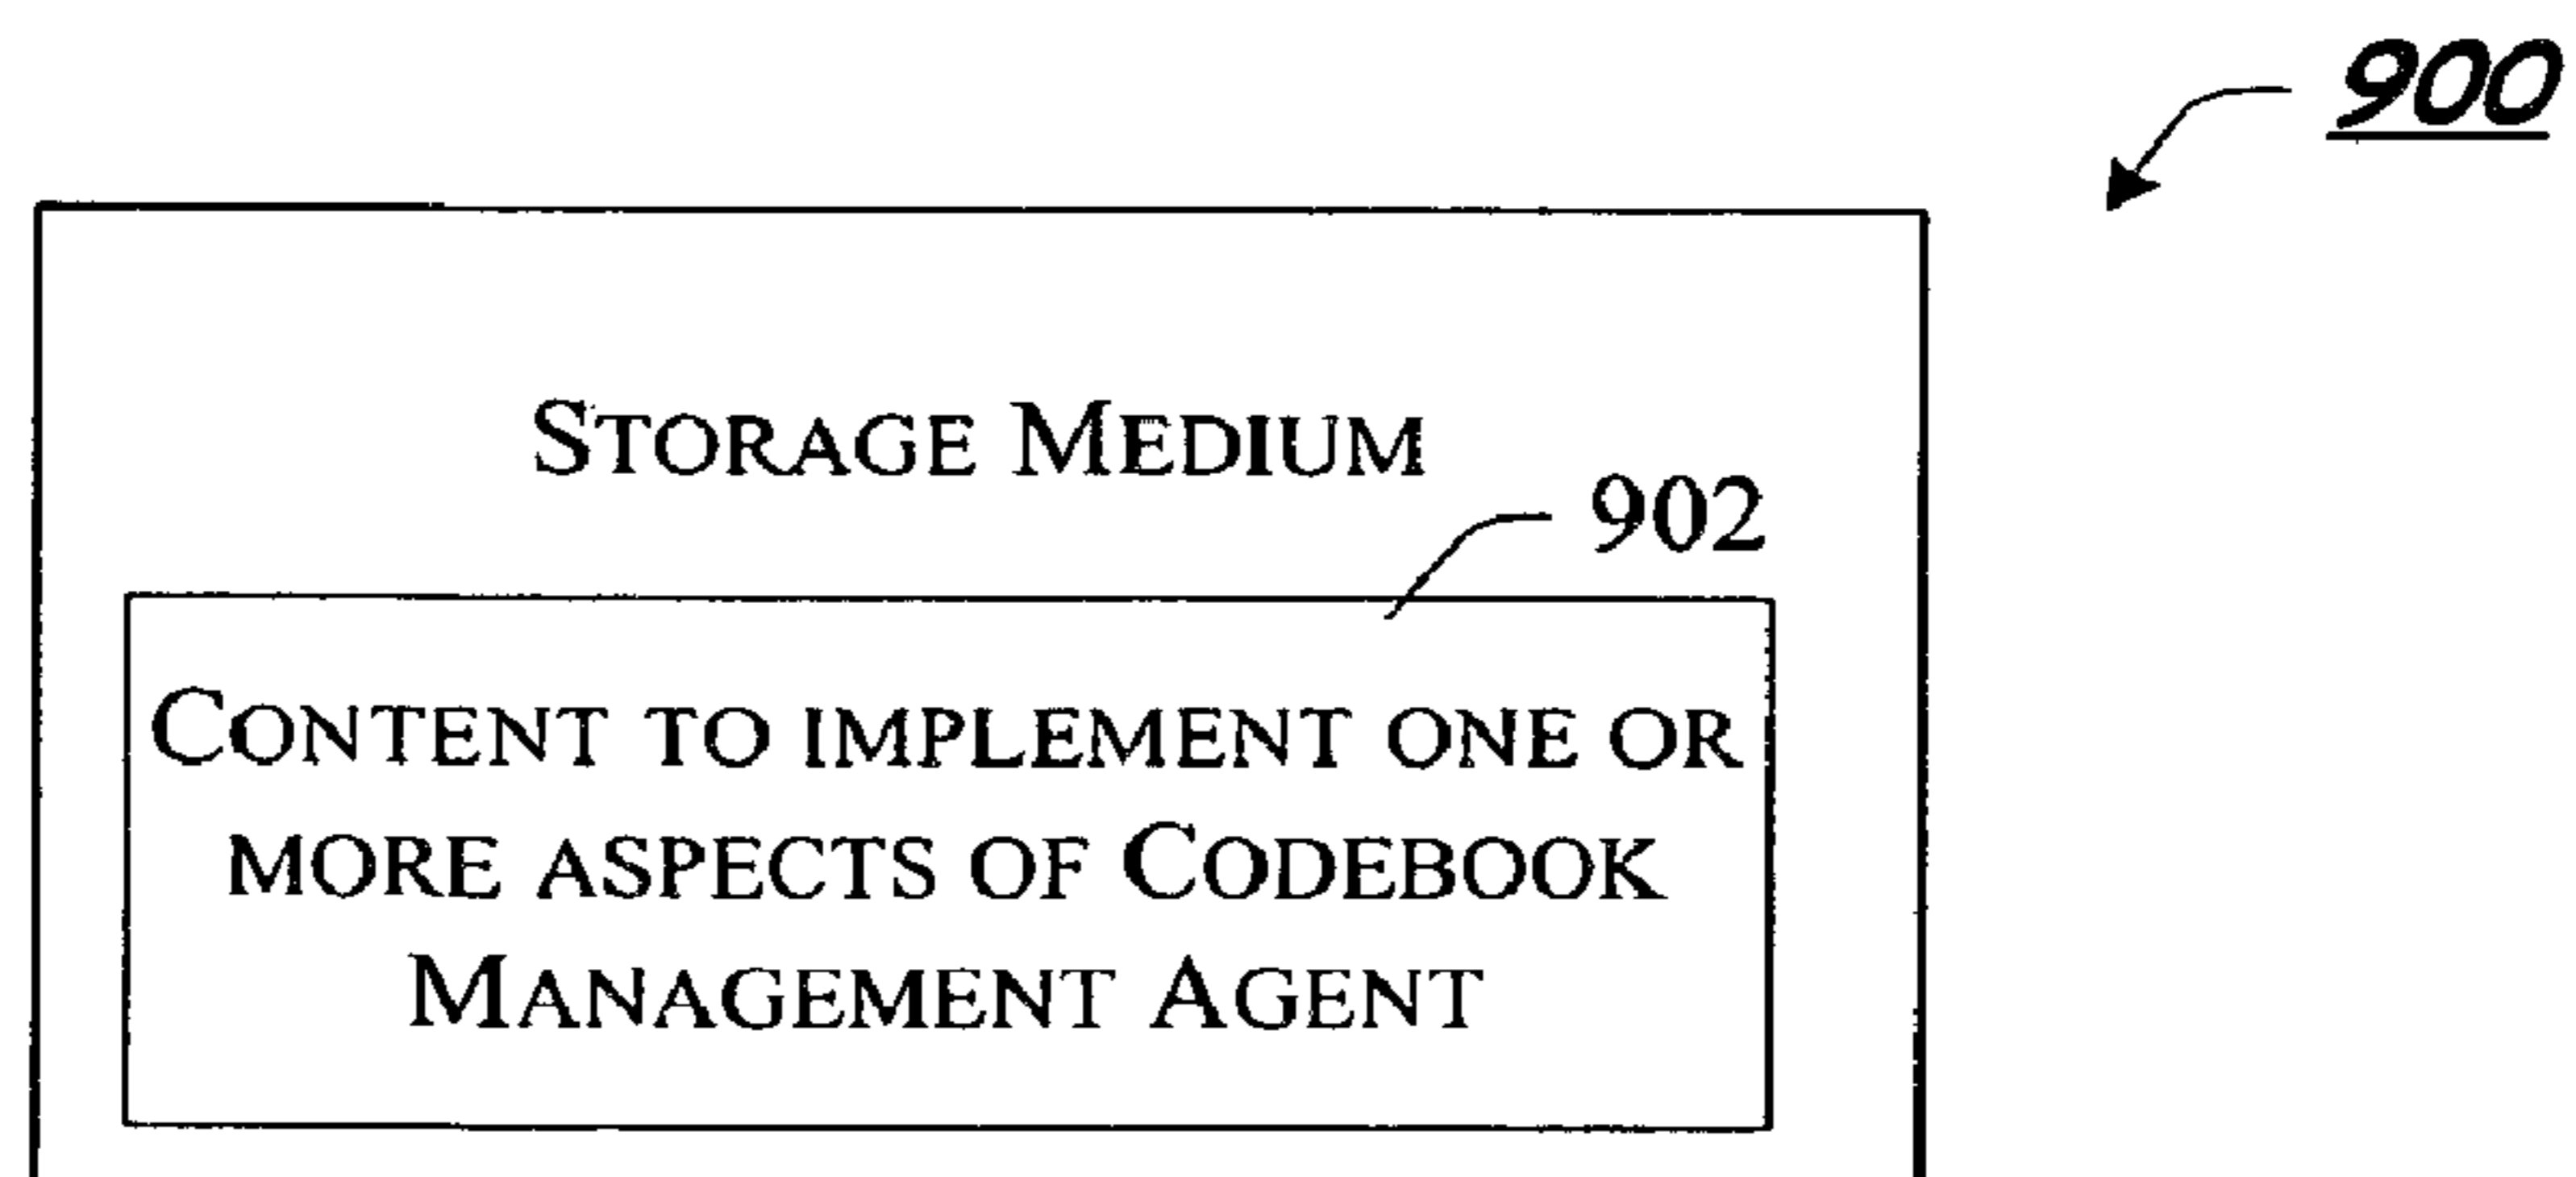 900
STORAGE MEDIUM
902
CONTENT TO IMPLEMENT ONE OR
MORE ASPECTS OF CODEBOOK
MANAGEMENT AGENT